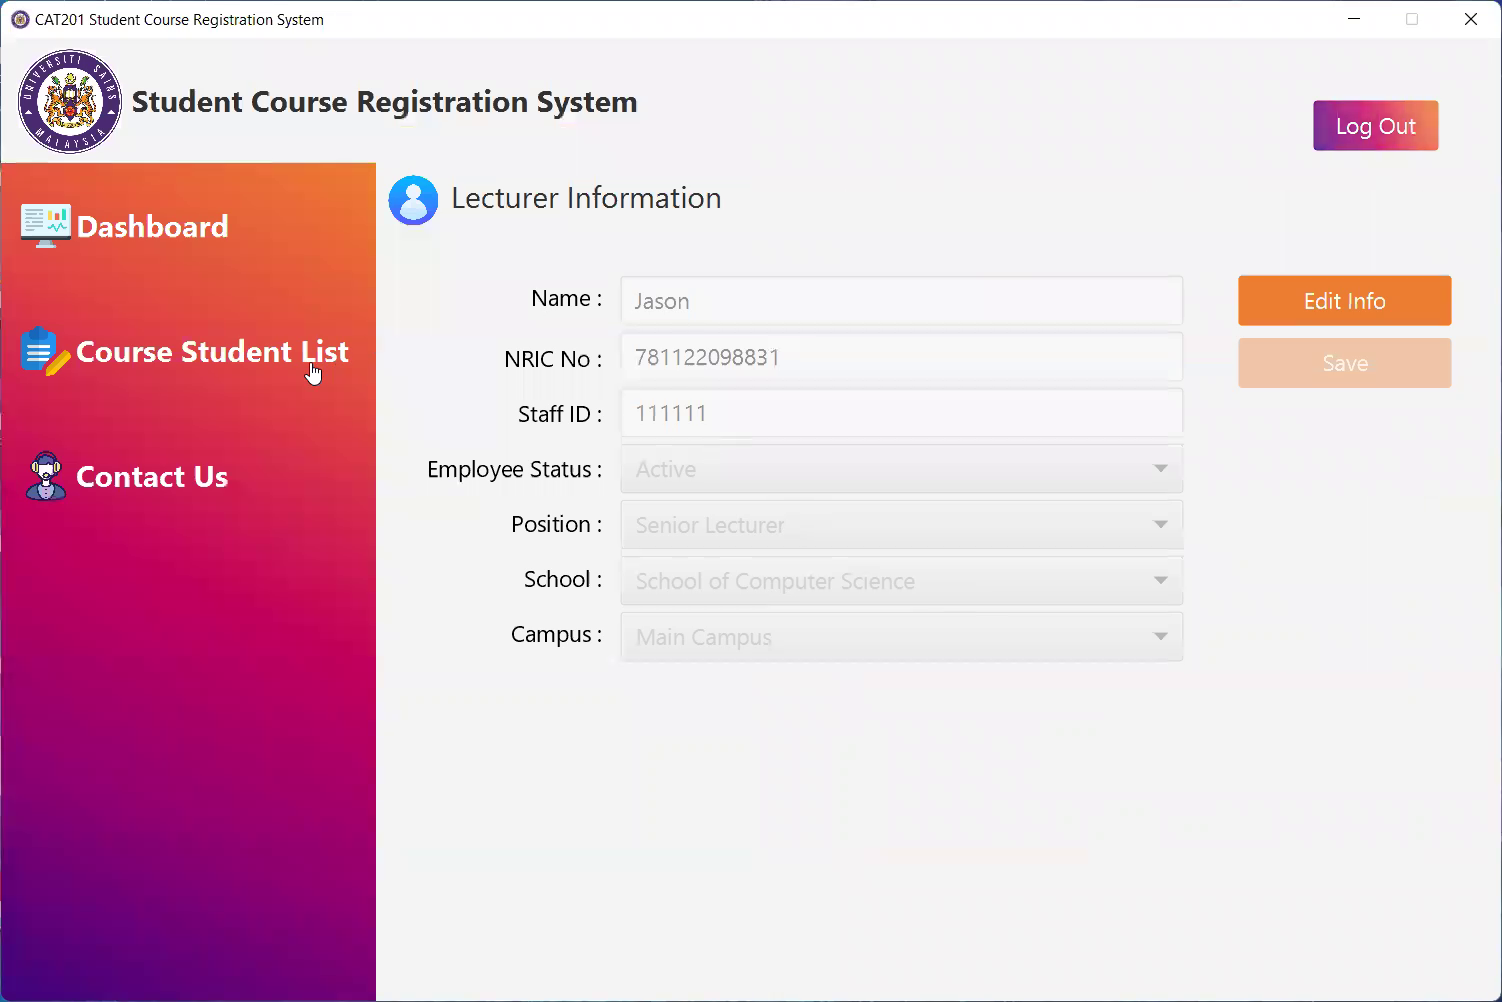 CAT201 Student Course Registration System
UNIVERSITI SAINS
MALAYSIA
Student Course Registration System
Log Out
Dashboard
Course Student List
Contact Us
Lecturer Information
Name : Jason
NRIC No : 781122098831
Staff ID : 111111
Employee Status : Active
Position : Senior Lecturer
School : School of Computer Science
Campus : Main Campus
Edit Info
Save